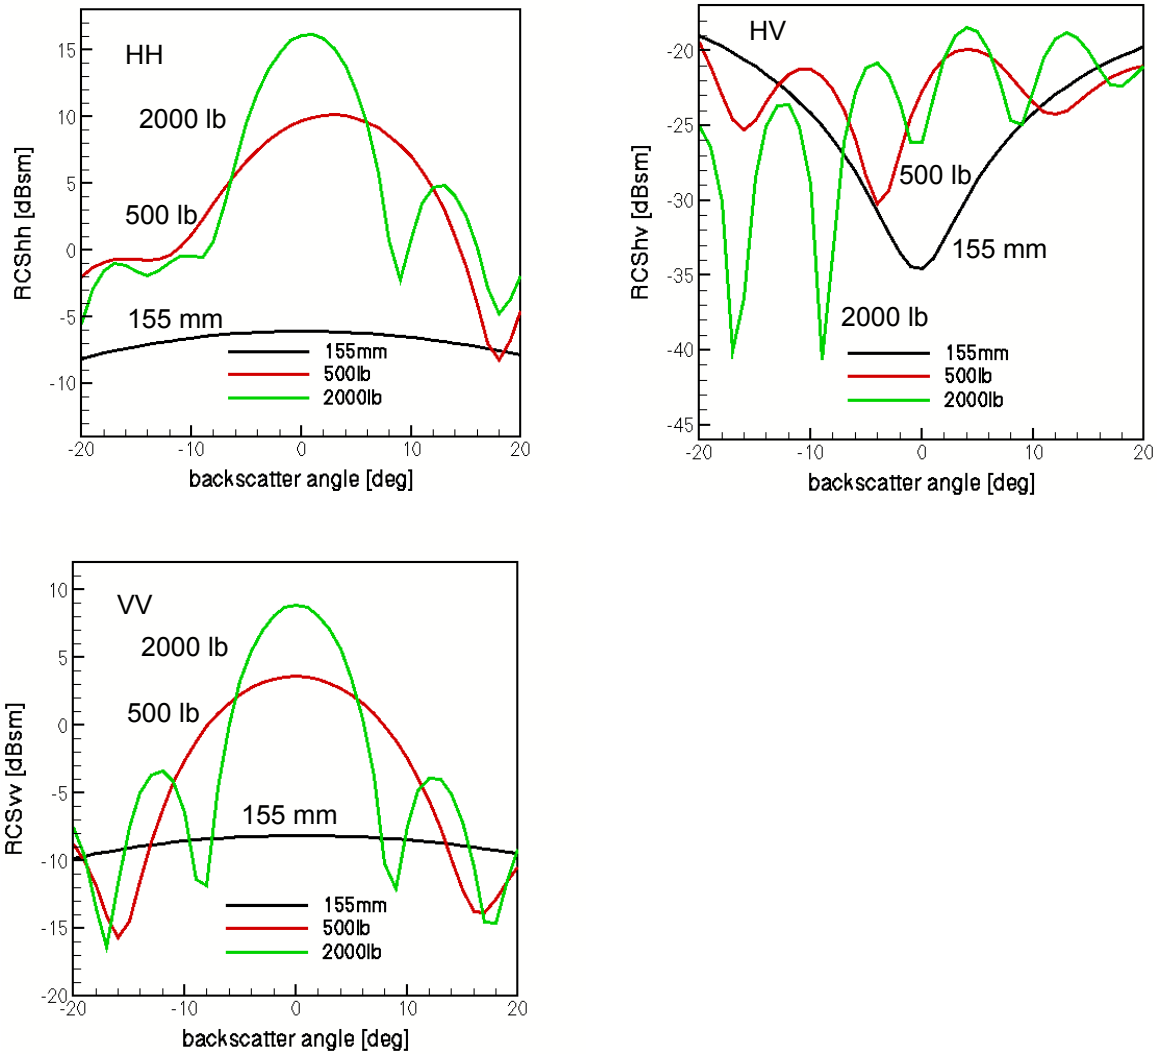 HH
2000 lb
500 lb
155 mm
155mm
500lb
2000lb
15
10
5
0
-5
-10
-20
-10
0
10
20
RCShh [dBsm]
backscatter angle [deg]
HV
500 lb
155 mm
2000 lb
155mm
500lb
2000lb
-20
-25
-30
-35
-40
-45
-20
-10
0
10
20
RCShv [dBsm]
backscatter angle [deg]
VV
2000 lb
500 lb
155 mm
155mm
500lb
2000lb
10
5
0
-5
-10
-15
-20
-20
-10
0
10
20
RCSvv [dBsm]
backscatter angle [deg]